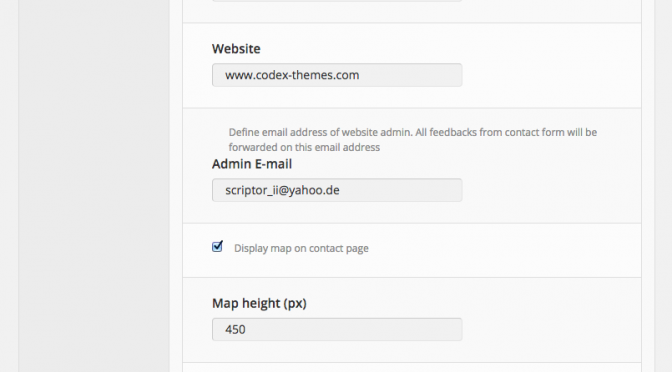 Website
www.codex-themes.com
Define email address of website admin. All feedbacks from contact form will be
forwarded on this email address
Admin E-mail
scriptor_ii@yahoo.de
Display map on contact page
Map height (px)
450